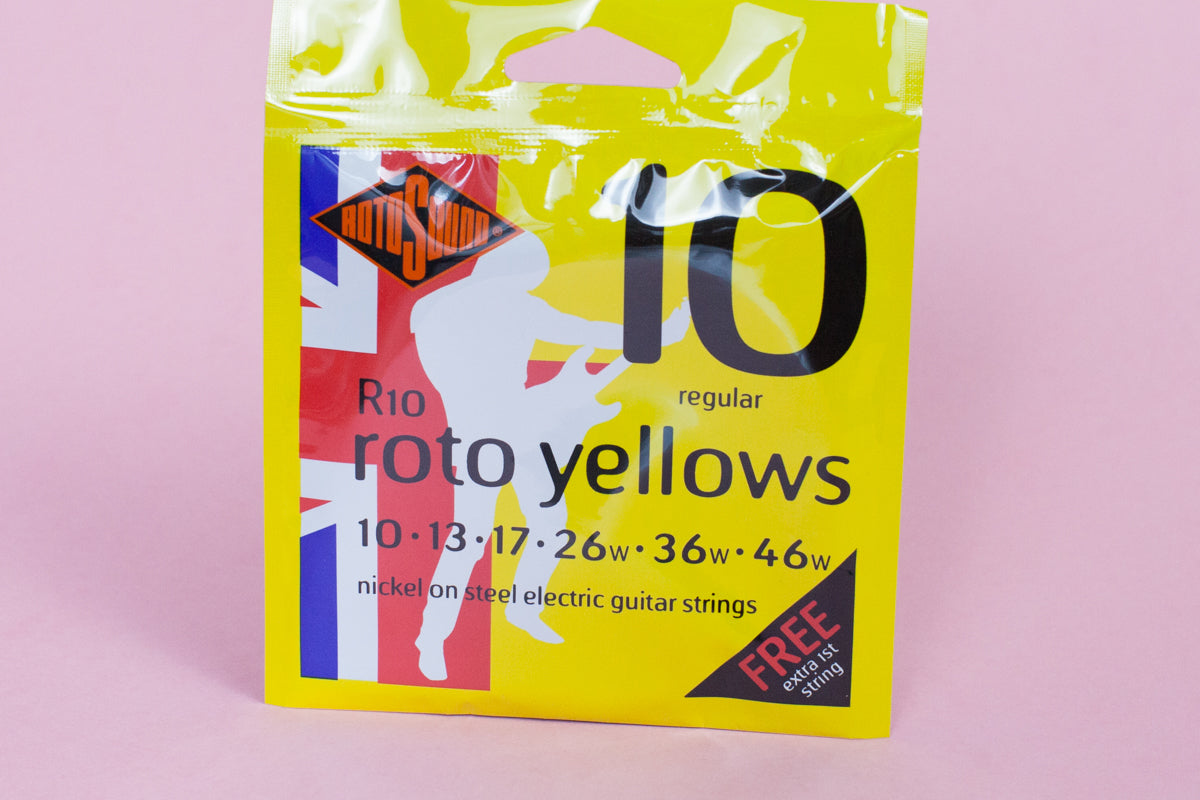 ROTOSOUND®
10
regular
R10
roto yellows
10·13·17·26w·36w·46w
nickel on steel electric guitar strings
FREE
extra 1st
string